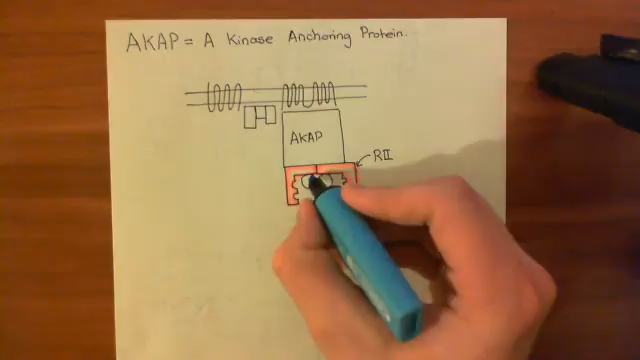 AKAP = A Kinase Anchoring Protein.
AKAP
RII